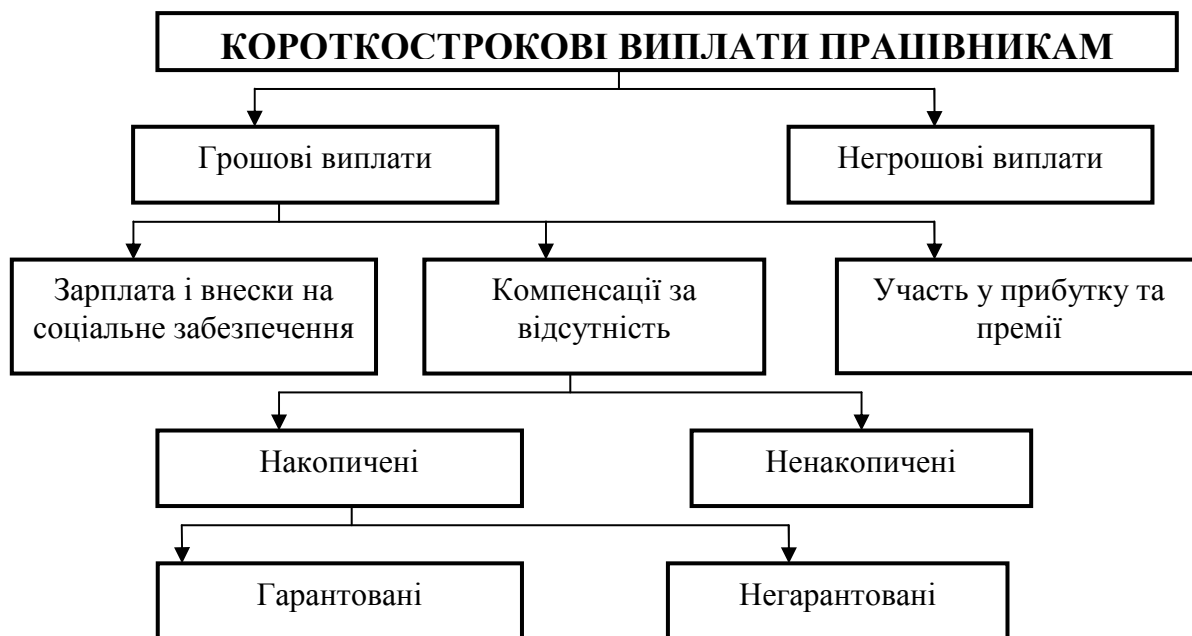 КОРОТКОСТРОКОВІ ВИПЛАТИ ПРАШІВНИКАМ
Грошові виплати
Негрошові виплати
Зарплата і внески на
соціальне забезпечення
Компенсації за
відсутність
Участь у прибутку та
премії
Накопичені
Ненакопичені
Гарантовані
Негарантовані